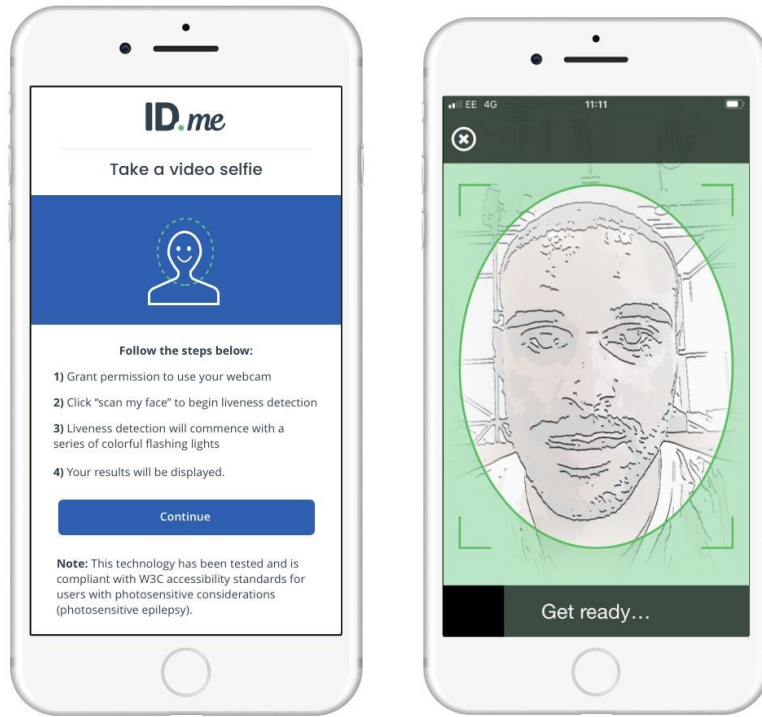 ID.me
Take a video selfie
Follow the steps below:
1) Grant permission to use your webcam
2) Click “scan my face” to begin liveness detection
3) Liveness detection will commence with a
series of colorful flashing lights
4) Your results will be displayed.
Continue
Note: This technology has been tested and is
compliant with W3C accessibility standards for
users with photosensitive considerations
(photosensitive epilepsy).
EE 4G 11:11
Get ready...